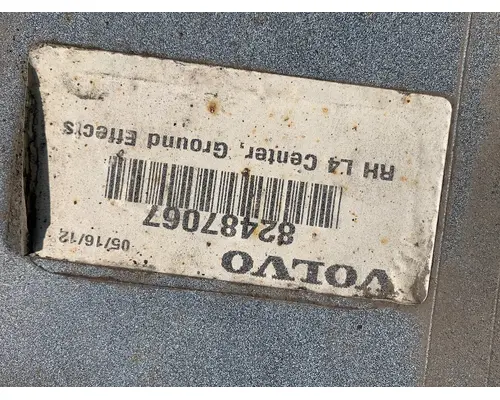 VOLVO
05/16/12
82487067
RH L4 Center, Ground Effects